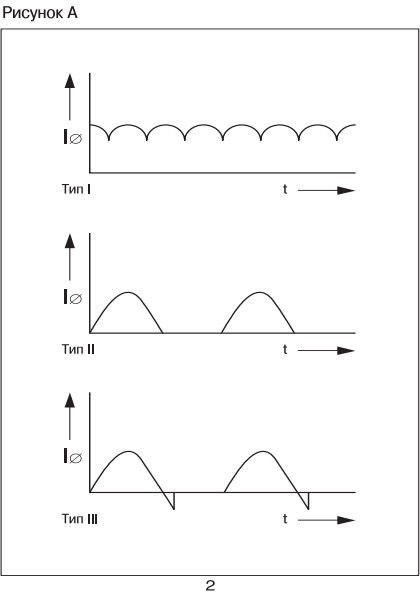 Рисунок А
I∅
Тип I t
I∅
Тип II t
I∅
Тип III t
2